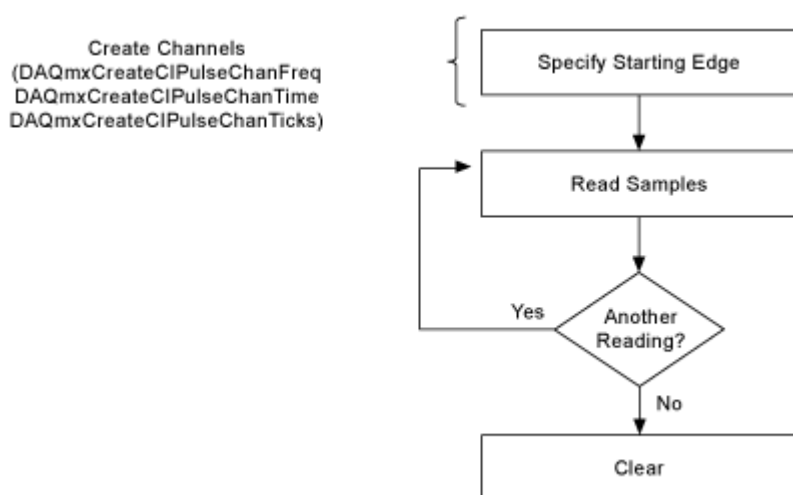 Create Channels
(DAQmxCreateCIPulseChanFreq
DAQmxCreateCIPulseChanTime
DAQmxCreateCIPulseChanTicks)
Specify Starting Edge
Read Samples
Yes
Another
Reading?
No
Clear